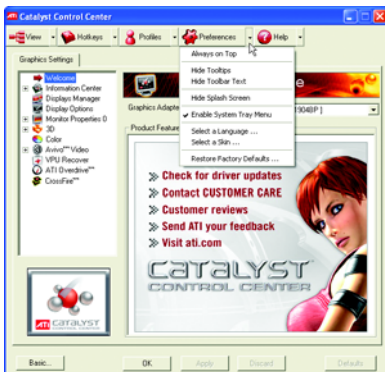 Catalyst Control Center
View
Hotkeys
Profiles
Preferences
Help
Always on Top
Hide Tooltips
Hide Toolbar Text
Hide Splash Screen
Enable System Tray Menu
Select a Language ...
Select a Skin ...
Restore Factory Defaults ...
Graphics Settings
Welcome
Information Center
Displays Manager
Display Options
Monitor Properties 0
3D
Color
Avivo™ Video
VPU Recover
ATI Overdrive™
CrossFire™
e
Graphics Adapte
904BP ]
Product Feature
Check for driver updates
Contact CUSTOMER CARE
Customer reviews
Send ATI your feedback
Visit ati.com
CATALYST
CONTROL CENTER
ATI CATALYST
Basic...
OK
Apply
Discard
Defaults